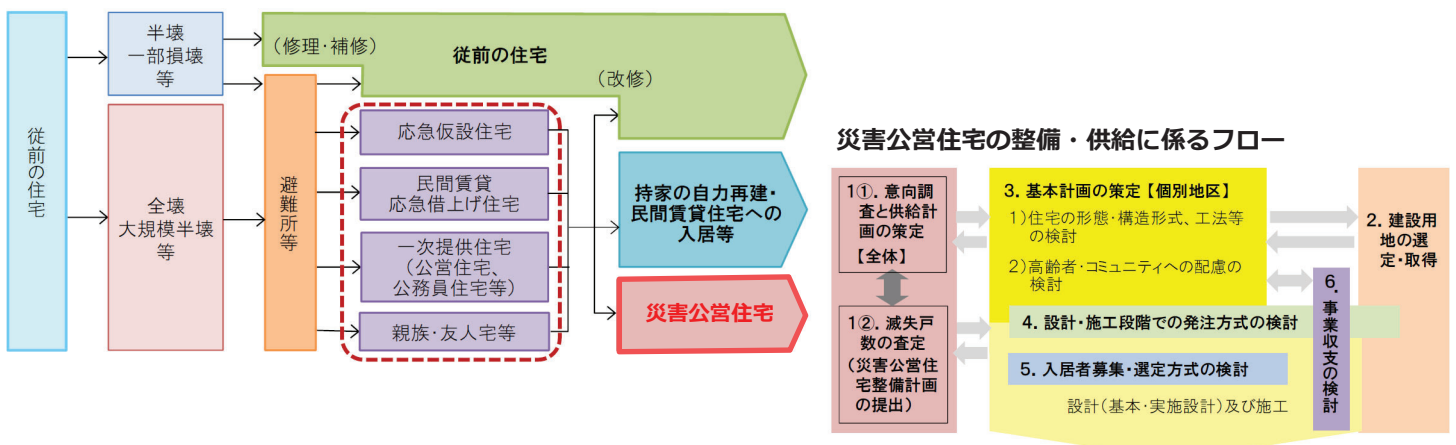 従前の住宅
半壊
一部損壊
等
全壊
大規模半壊
等
避難所等
(修理・補修)
従前の住宅
(改修)
応急仮設住宅
民間賃貸
応急借上げ住宅
一次提供住宅
(公営住宅、
公務員住宅等)
親族・友人宅等
持家の自力再建・
民間賃貸住宅への
入居等
災害公営住宅
災害公営住宅の整備・供給に係るフロー
1①. 意向調
査と供給計
画の策定
【全体】
1②. 滅失戸
数の査定
(災害公営住
宅整備計画
の提出)
3. 基本計画の策定【個別地区】
1)住宅の形態・構造形式、工法等
の検討
2)高齢者・コミュニティへの配慮の
検討
4. 設計・施工段階での発注方式の検討
5. 入居者募集・選定方式の検討
設計(基本・実施設計)及び施工
6. 事業収支の検討
2. 建設用
地の選
定・取得